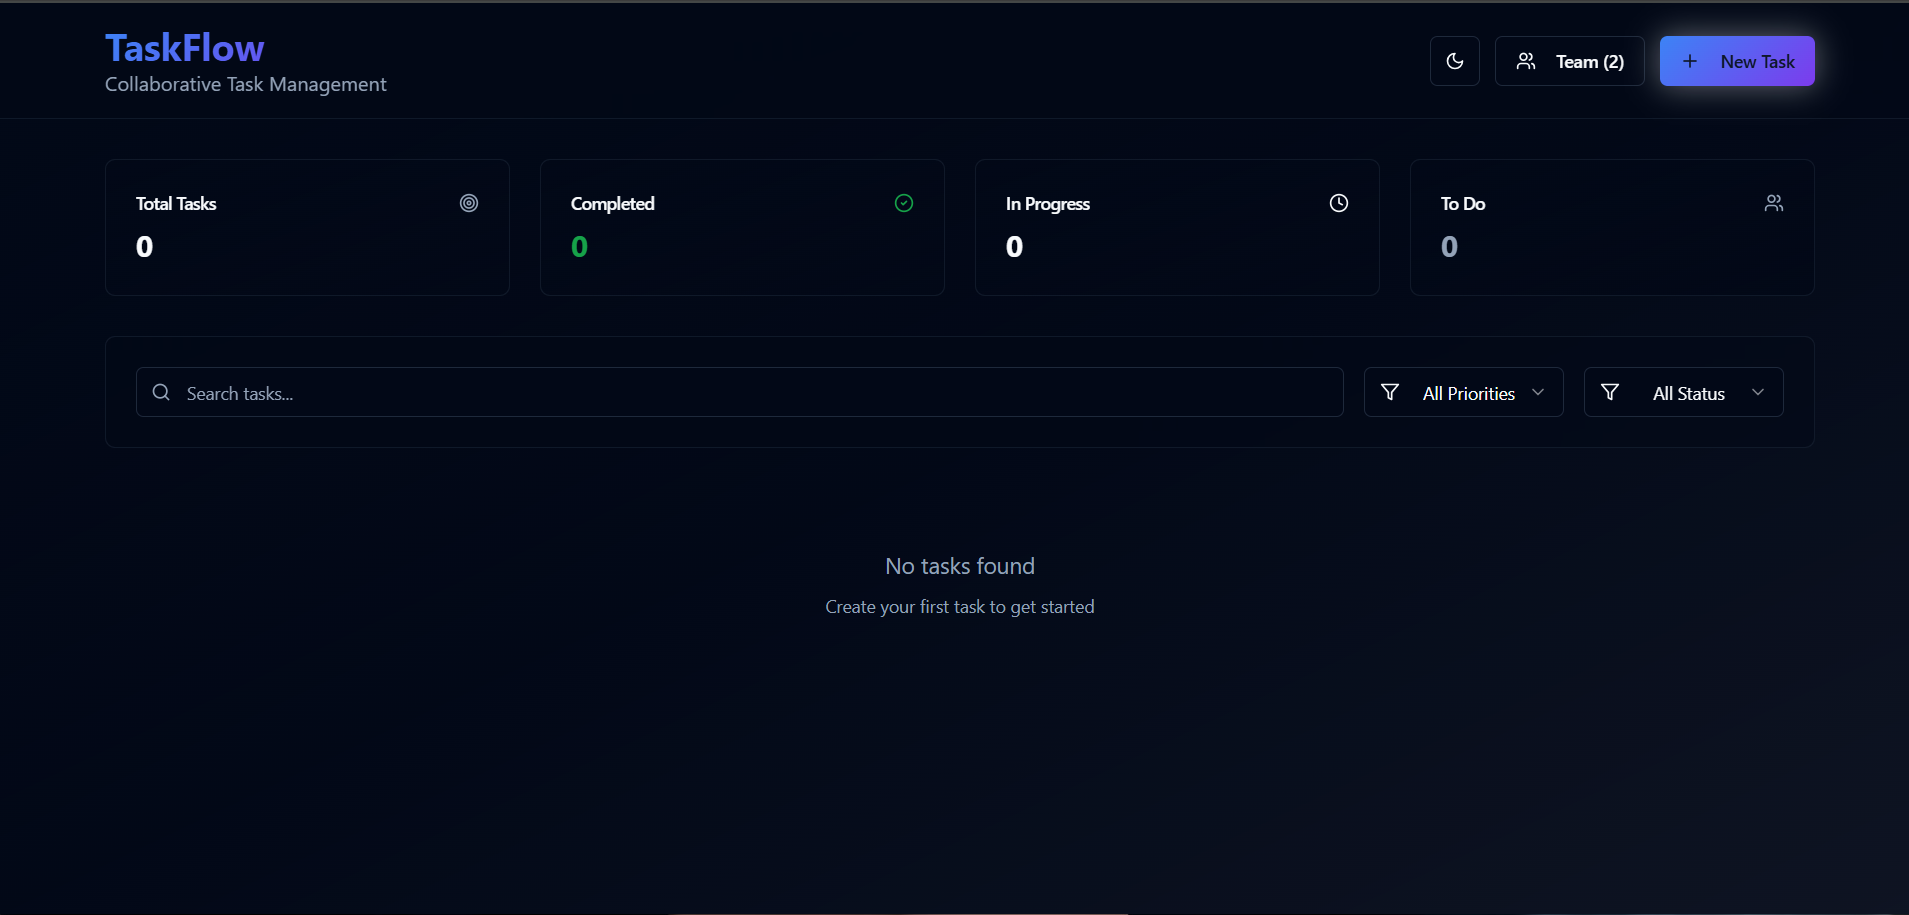 TaskFlow
Collaborative Task Management
Team (2)
New Task
Total Tasks
0
Completed
0
In Progress
0
To Do
0
Search tasks...
All Priorities
All Status
No tasks found
Create your first task to get started